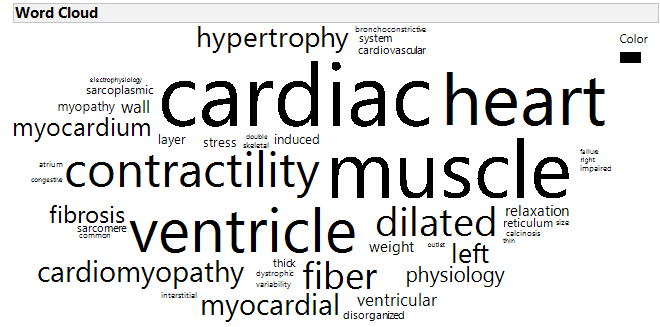 Word Cloud
Color
hypertrophy
bronchoconstrictive
system
cardiovascular
electrophysiology
sarcoplasmic
myopathy
wall
myocardium
cardiac
heart
layer
stress
double
skeletal
induced
atrium
congestive
contractility
muscle
failure
right
impaired
fibrosis
sarcomere
common
ventricle
dilated
relaxation
reticulum
size
calcinosis
thin
weight
outlet
left
cardiomyopathy
thick
dystrophic
variability
fiber
physiology
interstitial
myocardial
ventricular
disorganized